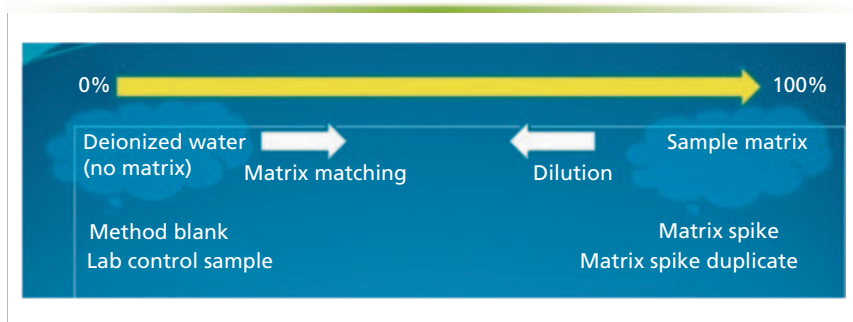 0%
100%
Deionized water
(no matrix)
Matrix matching
Dilution
Sample matrix
Method blank
Lab control sample
Matrix spike
Matrix spike duplicate